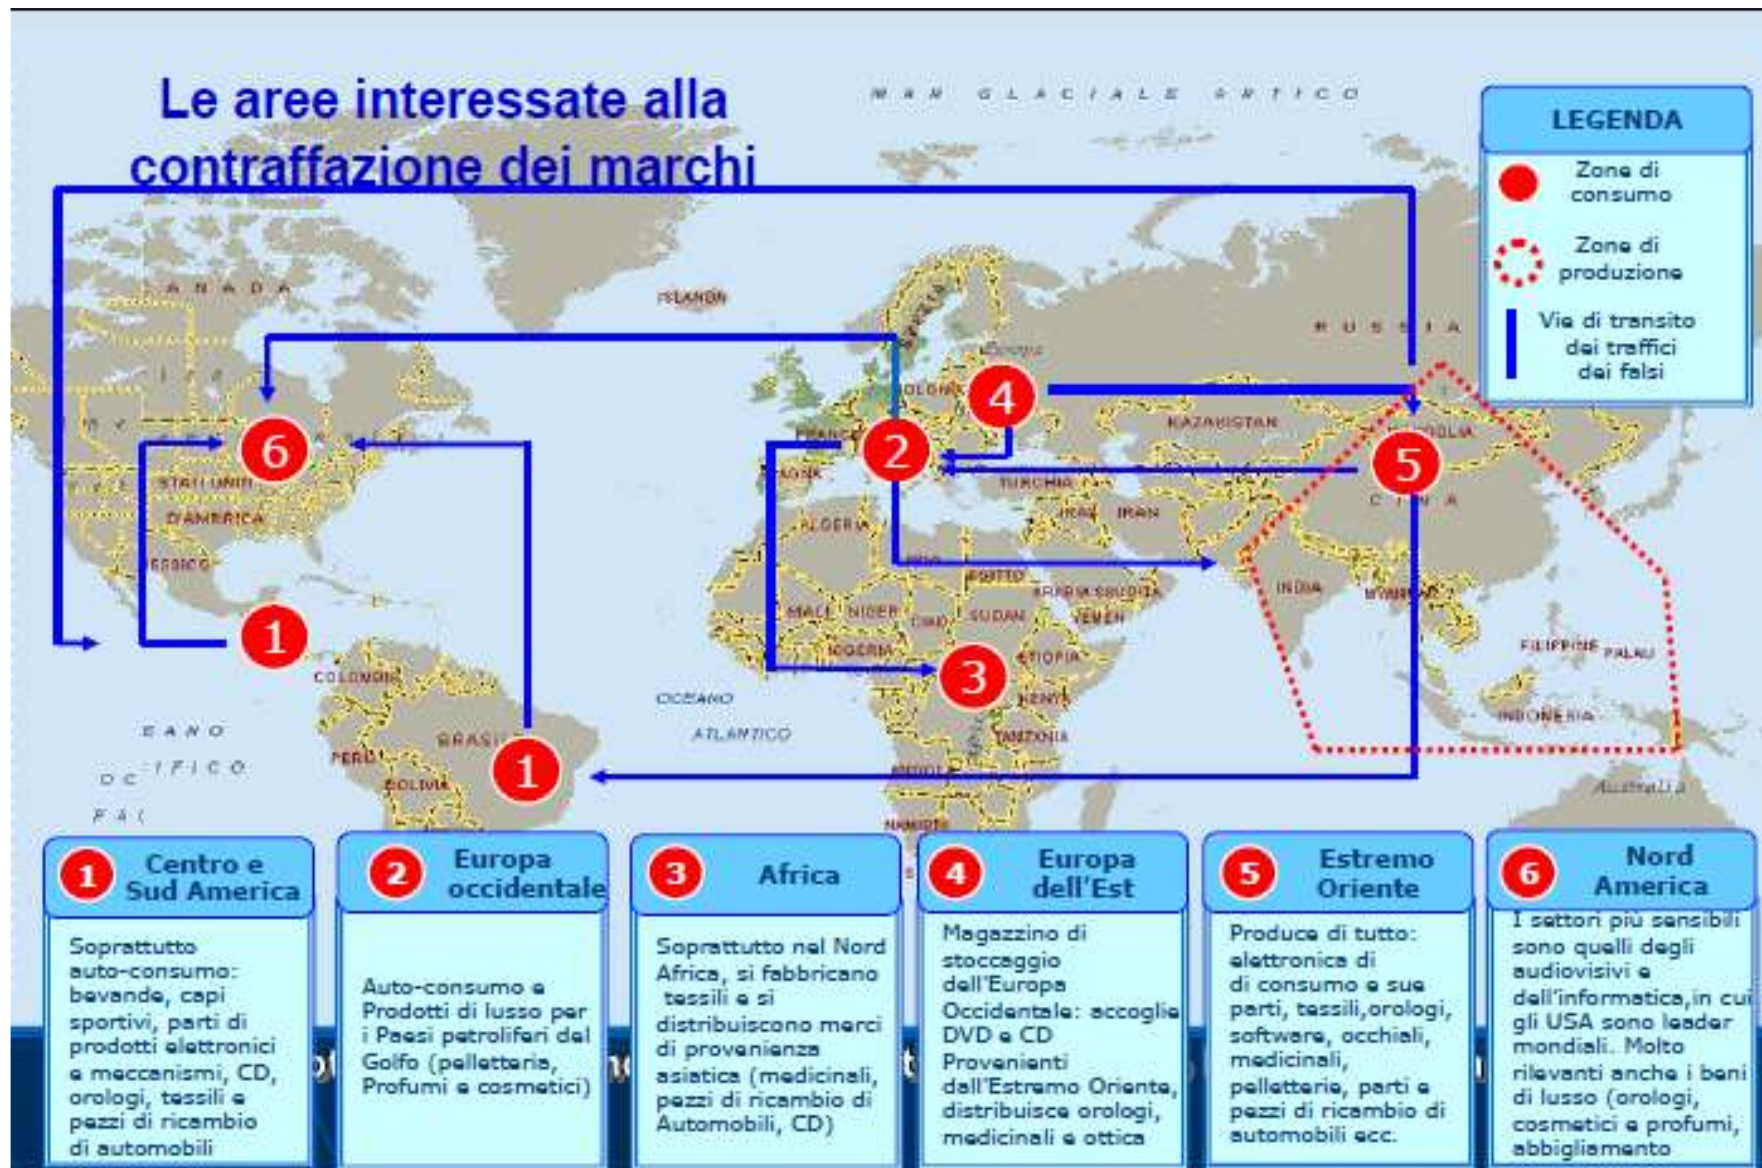 Le aree interessate alla
contraffazione dei marchi
MAR GLACIALE ARTICO
LEGENDA
Zone di
consumo
Zone di
produzione
Vie di transito
dei traffici
dei falsi
ISLANDA
SVEZIA
RUSSIA
Europa
4
KAZAKISTAN
6
2
5
STATI UNITI
TURCHIA
CINA
D'AMERICA
ALGERIA
IRAN
INDIA
ARABIA SAUDITA
MALI
NIGER
CIAD
SUDAN
YEMEN
1
NIGERIA
ETIOPIA
FILIPPINE
PALAU
3
COLOMBIA
OCEANO
ATLANTICO
KENYA
TANZANIA
INDONESIA
PERÙ
1
BOLIVIA
Australia
1
Centro e
Sud America
Soprattutto
auto-consumo:
bevande, capi
sportivi, parti di
prodotti elettronici
e meccanismi, CD,
orologi, tessili e
pezzi di ricambio
di automobili
2
Europa
occidentale
Auto-consumo e
Prodotti di lusso per
i Paesi petroliferi del
Golfo (pelletteria,
Profumi e cosmetici)
3
Africa
Soprattutto nel Nord
Africa, si fabbricano
tessili e si
distribuiscono merci
di provenienza
asiatica (medicinali,
pezzi di ricambio di
Automobili, CD)
4
Europa
dell'Est
Magazzino di
stoccaggio
dell'Europa
Occidentale: accoglie
DVD e CD
Provenienti
dall'Estremo Oriente,
distribuisce orologi,
medicinali e ottica
5
Estremo
Oriente
Produce di tutto:
elettronica di
di consumo e sue
parti, tessili,orologi,
software, occhiali,
medicinali,
pelletterie, parti e
pezzi di ricambio di
automobili ecc.
6
Nord
America
I settori più sensibili
sono quelli degli
audiovisivi e
dell'informatica,in cui
gli USA sono leader
mondiali. Molto
rilevanti anche i beni
di lusso (orologi,
cosmetici e profumi,
abbigliamento